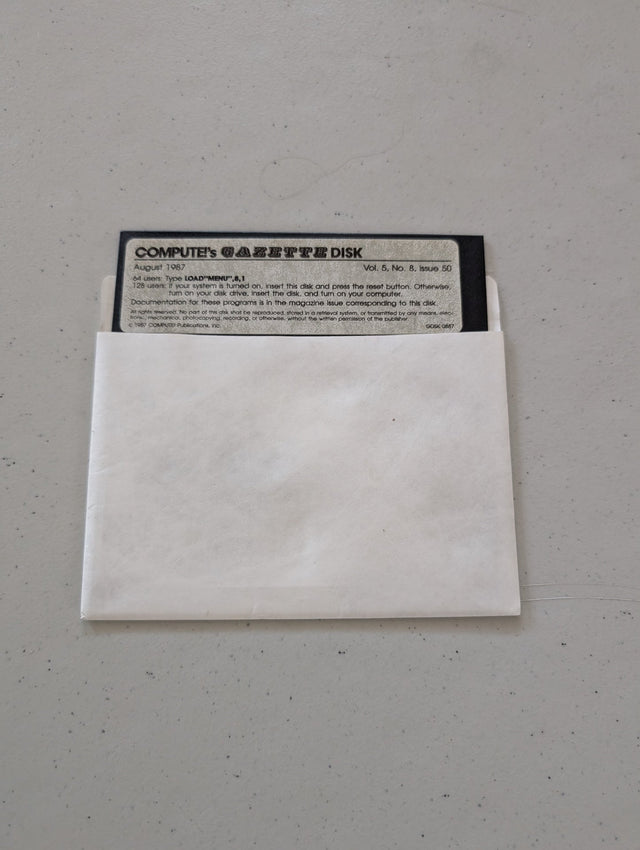 COMPUTE!'s GAZETTE DISK
August 1987 Vol. 5, No. 8, Issue 50
64 users: Type LOAD"MENU",8,1
128 users: If your system is turned on, insert this disk and press the reset button. Otherwise,
turn on your disk drive, insert the disk, and turn on your computer.
Documentation for these programs is in the magazine issue corresponding to this disk.
All rights reserved. No part of this disk shall be reproduced, stored in a retrieval system, or transmitted by any means, elec-
tronic, mechanical, photocopying, recording, or otherwise, without the written permission of the publisher.
© 1987 COMPUTE! Publications, Inc. GDSK 0887